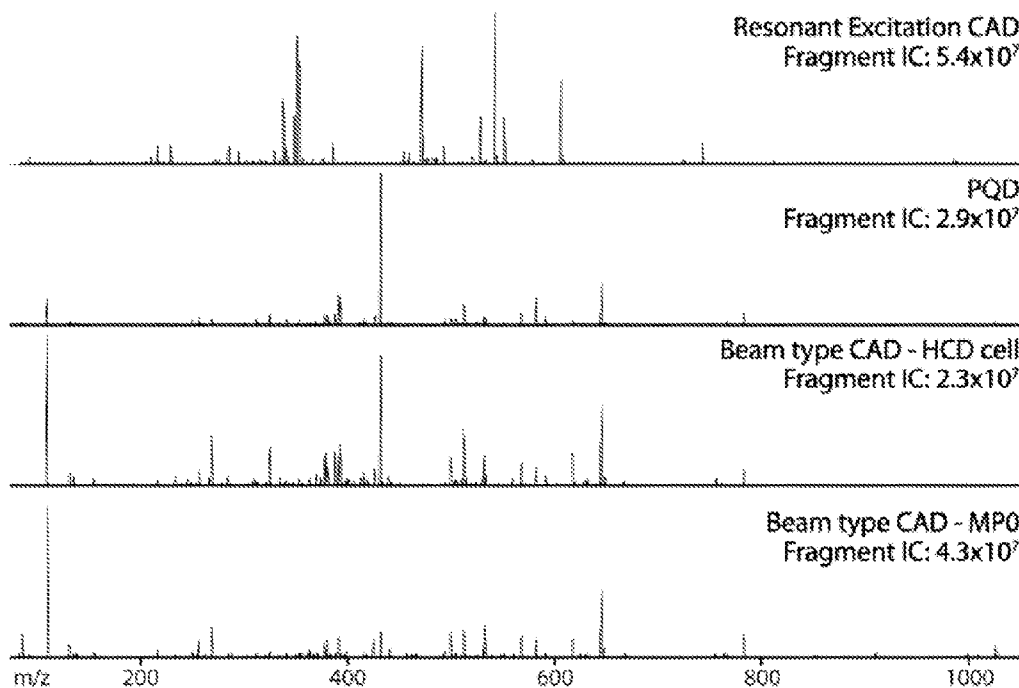 Resonant Excitation CAD
Fragment IC: 5.4x10⁷
PQD
Fragment IC: 2.9x10⁷
Beam type CAD - HCD cell
Fragment IC: 2.3x10⁷
Beam type CAD - MP0
Fragment IC: 4.3x10⁷
m/z 200 400 600 800 1000